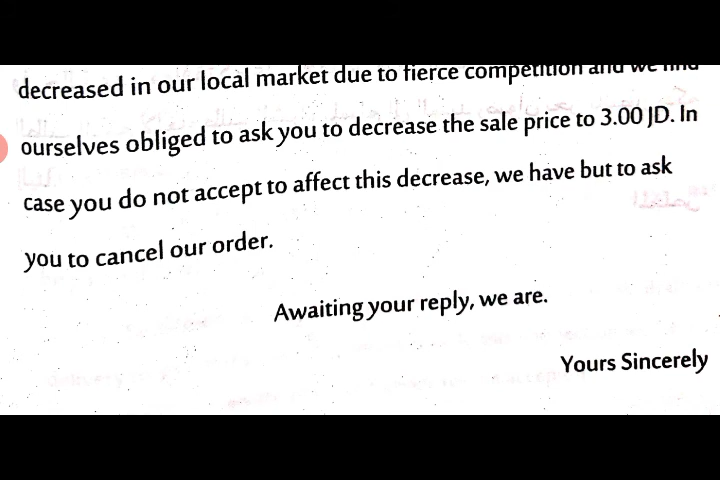 decreased in our local market due to fierce competition and we find
ourselves obliged to ask you to decrease the sale price to 3.00 JD. In
case you do not accept to affect this decrease, we have but to ask
you to cancel our order.
Awaiting your reply, we are.
Yours Sincerely